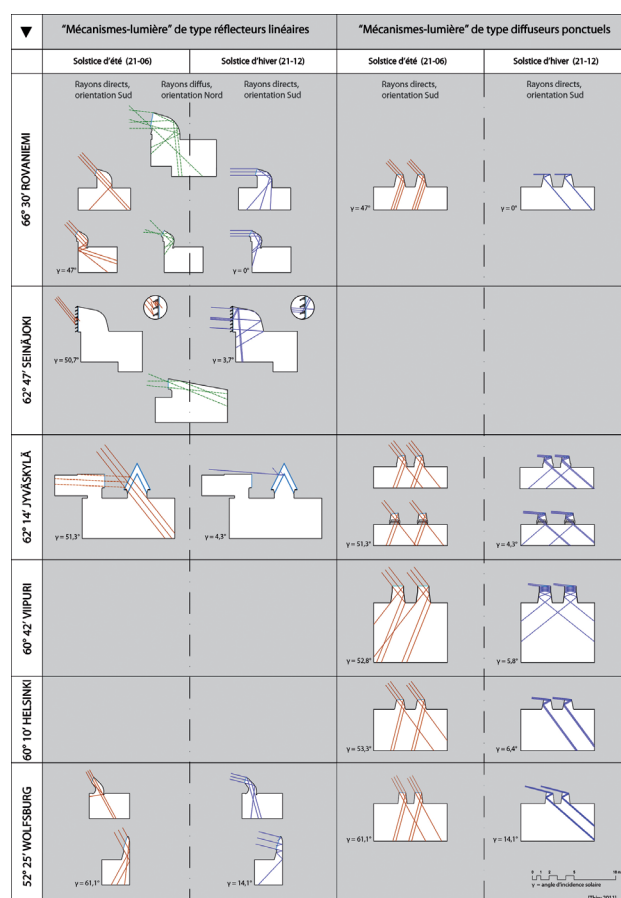 ▼
"Mécanismes-lumière" de type réflecteurs linéaires
"Mécanismes-lumière" de type diffuseurs ponctuels
Solstice d'été (21-06)
Solstice d'hiver (21-12)
Solstice d'été (21-06)
Solstice d'hiver (21-12)
66° 30' ROVANIEMI
Rayons directs,
orientation Sud
Rayons diffus,
orientation Nord
Rayons directs,
orientation Sud
Rayons directs,
orientation Sud
Rayons directs,
orientation Sud
γ = 47°
γ = 0°
γ = 47°
γ = 0°
62° 47' SEINÄJOKI
γ = 50,7°
γ = 3,7°
62° 14' JYVÄSKYLÄ
γ = 51,3°
γ = 4,3°
γ = 51,3°
γ = 4,3°
60° 42' VIIPURI
γ = 52,8°
γ = 5,8°
60° 10' HELSINKI
γ = 53,3°
γ = 6,4°
52° 25' WOLFSBURG
γ = 61,1°
γ = 14,1°
γ = 61,1°
γ = 14,1°
0 1 2 5 10 m
γ = angle d'incidence solaire